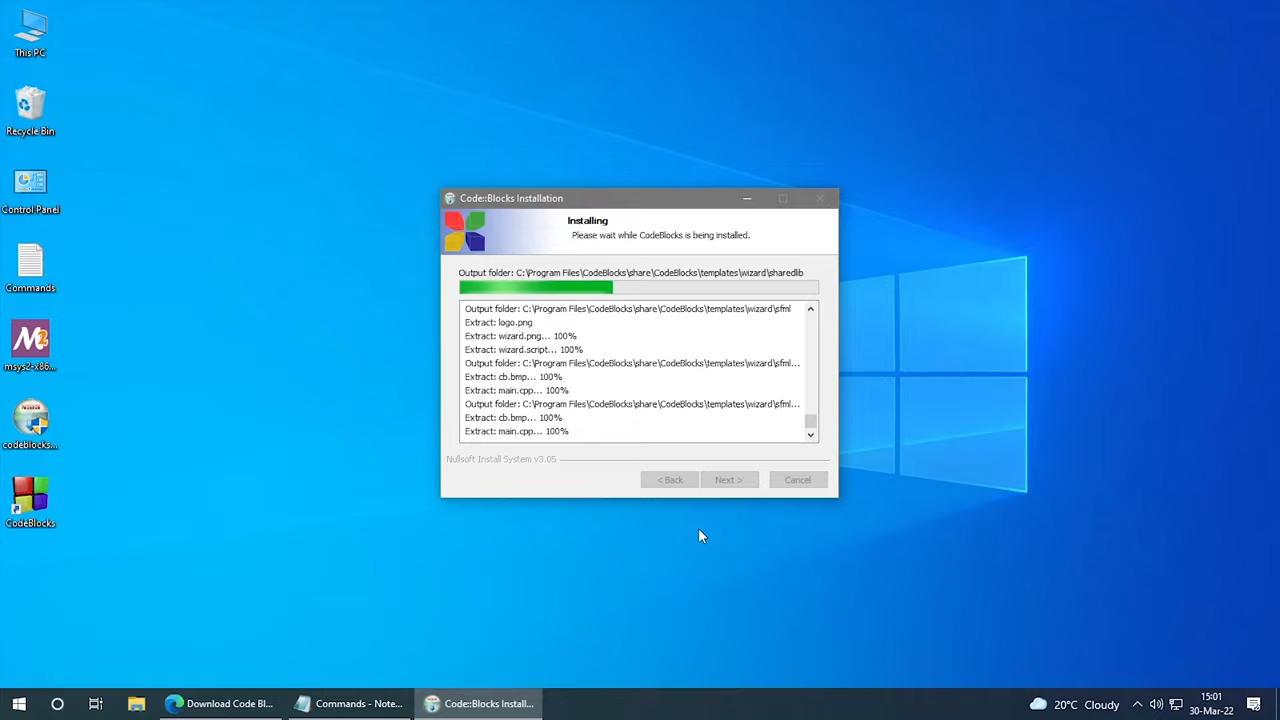 This PC
Recycle Bin
Control Panel
Commands
M2
msys2-x86...
codeblocks...
CodeBlocks
Code::Blocks Installation
Installing
Please wait while CodeBlocks is being installed.
Output folder: C:\Program Files\CodeBlocks\share\CodeBlocks\templates\wizard\sharedlib
Output folder: C:\Program Files\CodeBlocks\share\CodeBlocks\templates\wizard\sfml
Extract: logo.png
Extract: wizard.png... 100%
Extract: wizard.script... 100%
Output folder: C:\Program Files\CodeBlocks\share\CodeBlocks\templates\wizard\sfml...
Extract: cb.bmp... 100%
Extract: main.cpp... 100%
Output folder: C:\Program Files\CodeBlocks\share\CodeBlocks\templates\wizard\sfml...
Extract: cb.bmp... 100%
Extract: main.cpp... 100%
Nullsoft Install System v3.05
< Back Next > Cancel
Download Code Bl... Commands - Note... Code::Blocks Install... 20°C Cloudy
15:01
30-Mar-22